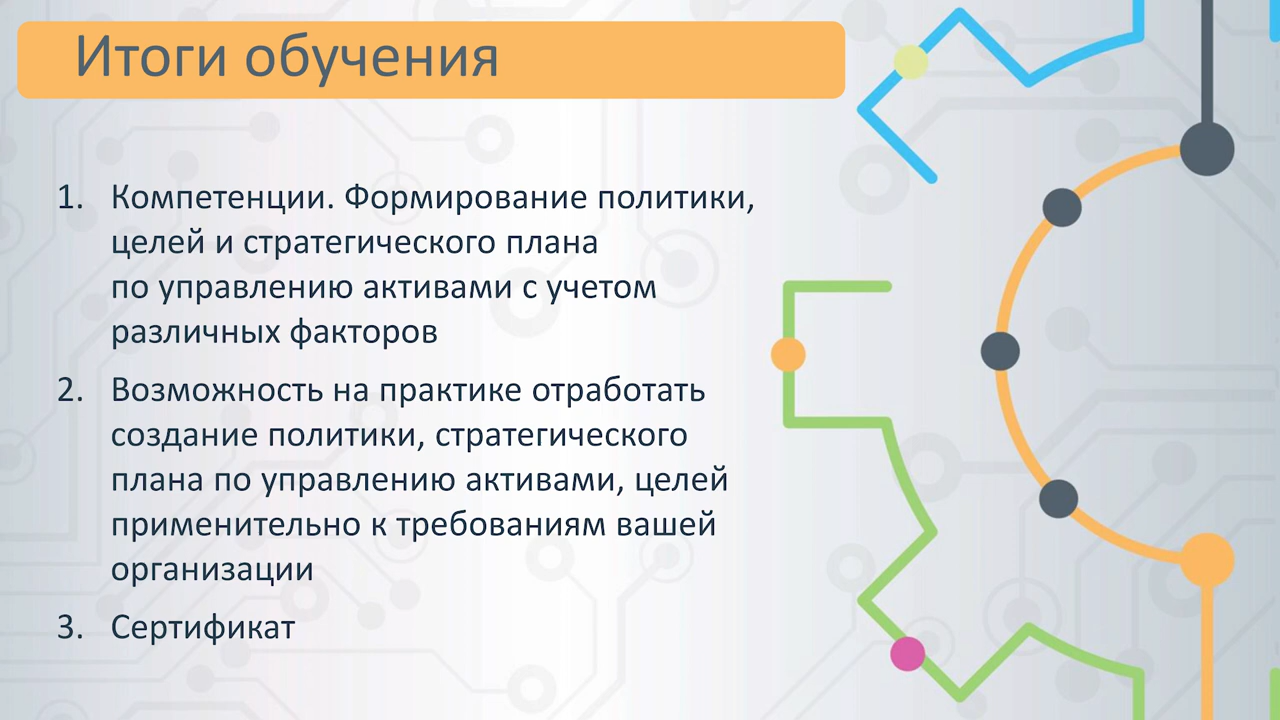 Итоги обучения
1. Компетенции. Формирование политики,
целей и стратегического плана
по управлению активами с учетом
различных факторов
2. Возможность на практике отработать
создание политики, стратегического
плана по управлению активами, целей
применительно к требованиям вашей
организации
3. Сертификат